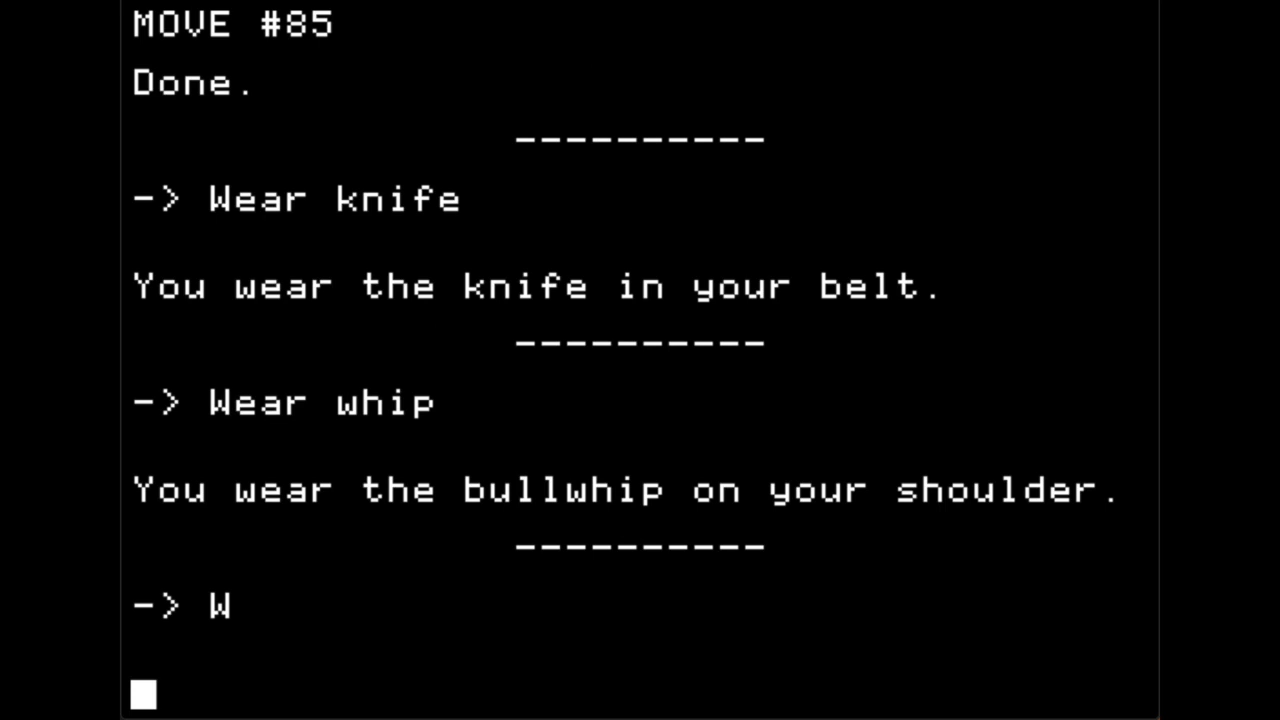 MOVE #85
Done.
----------
-> Wear knife
You wear the knife in your belt.
----------
-> Wear whip
You wear the bullwhip on your shoulder.
----------
-> W